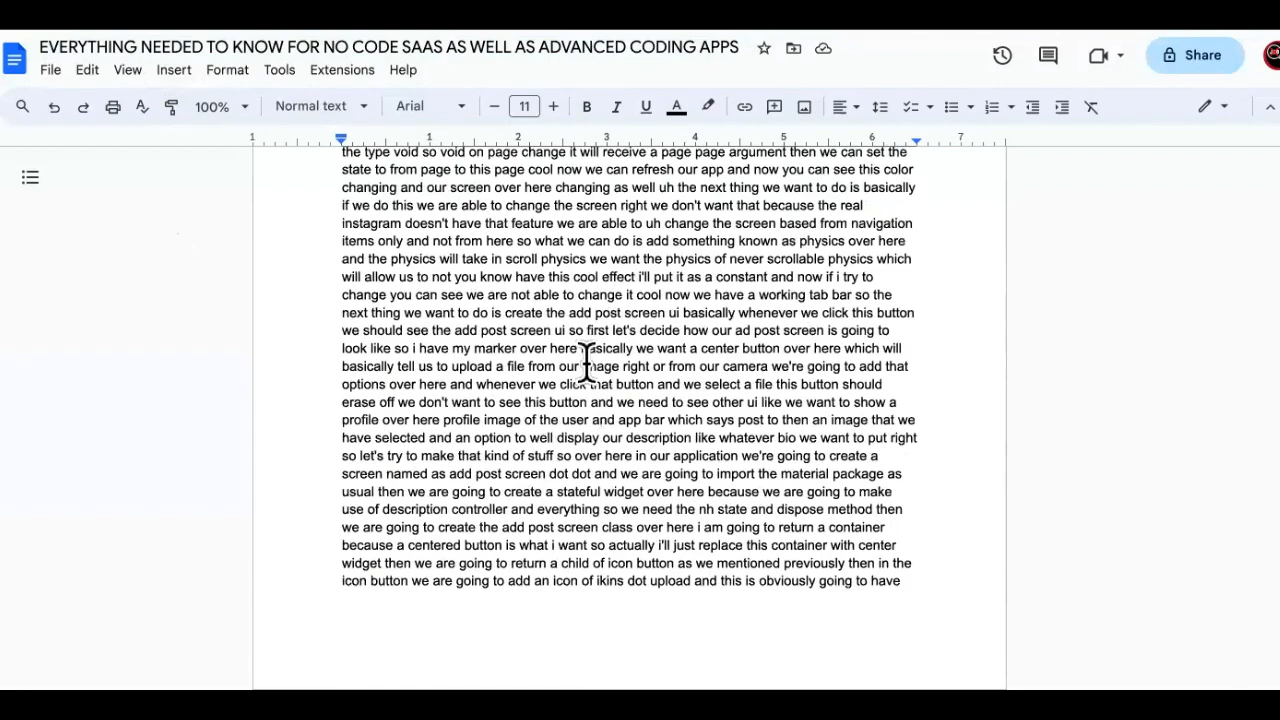 EVERYTHING NEEDED TO KNOW FOR NO CODE SAAS AS WELL AS ADVANCED CODING APPS
Share
File Edit View Insert Format Tools Extensions Help
100% Normal text Arial 11 B I U A
1 1 2 3 4 5 6 7
the type void so void on page change it will receive a page page argument then we can set the
state to from page to this page cool now we can refresh our app and now you can see this color
changing and our screen over here changing as well uh the next thing we want to do is basically
if we do this we are able to change the screen right we don't want that because the real
instagram doesn't have that feature we are able to uh change the screen based from navigation
items only and not from here so what we can do is add something known as physics over here
and the physics will take in scroll physics we want the physics of never scrollable physics which
will allow us to not you know have this cool effect i'll put it as a constant and now if i try to
change you can see we are not able to change it cool now we have a working tab bar so the
next thing we want to do is create the add post screen ui basically whenever we click this button
we should see the add post screen ui so first let's decide how our ad post screen is going to
look like so i have my marker over here basically we want a center button over here which will
basically tell us to upload a file from our image right or from our camera we're going to add that
options over here and whenever we click that button and we select a file this button should
erase off we don't want to see this button and we need to see other ui like we want to show a
profile over here profile image of the user and app bar which says post to then an image that we
have selected and an option to well display our description like whatever bio we want to put right
so let's try to make that kind of stuff so over here in our application we're going to create a
screen named as add post screen dot dot and we are going to import the material package as
usual then we are going to create a stateful widget over here because we are going to make
use of description controller and everything so we need the nh state and dispose method then
we are going to create the add post screen class over here i am going to return a container
because a centered button is what i want so actually i'll just replace this container with center
widget then we are going to return a child of icon button as we mentioned previously then in the
icon button we are going to add an icon of ikins dot upload and this is obviously going to have